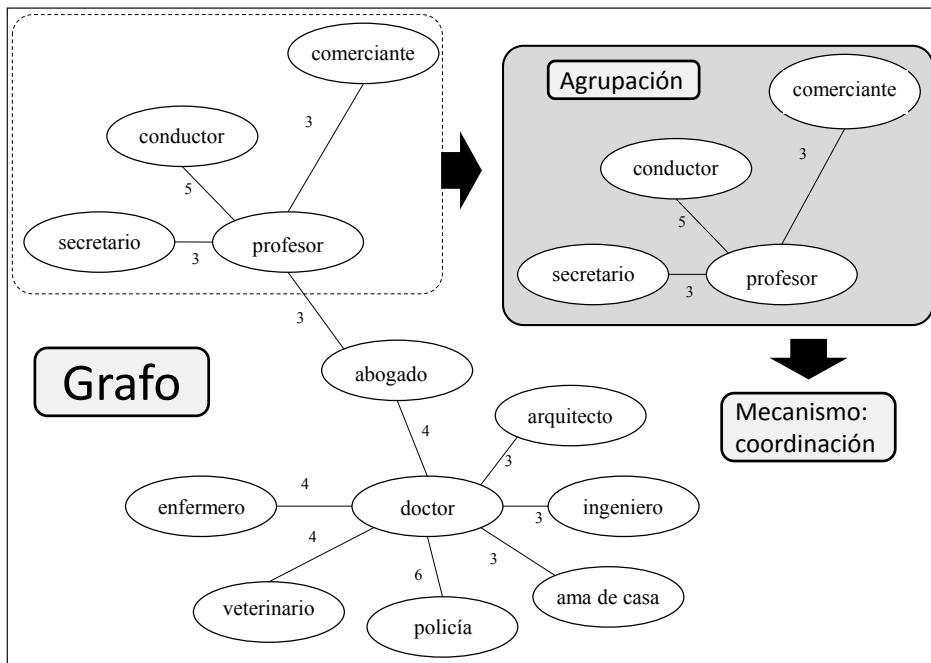 comerciante
3
conductor
5
secretario
3
profesor
3
Grafo
abogado
4
arquitecto
3
enfermero
4
doctor
3
ingeniero
4
veterinario
6
policía
3
ama de casa
Agrupación
comerciante
3
conductor
5
secretario
3
profesor
Mecanismo:
coordinación